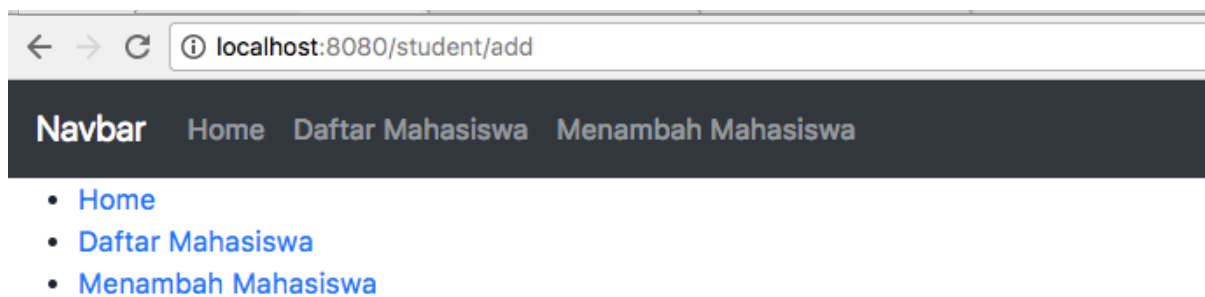 localhost:8080/student/add
Navbar Home Daftar Mahasiswa Menambah Mahasiswa
• Home
• Daftar Mahasiswa
• Menambah Mahasiswa